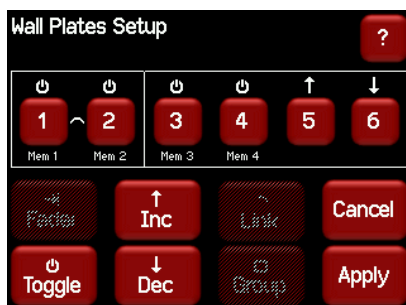 Wall Plates Setup
?
1 2 3 4 5 6
Mem 1 Mem 2 Mem 3 Mem 4
Fader Inc Link Cancel
Toggle Dec Group Apply